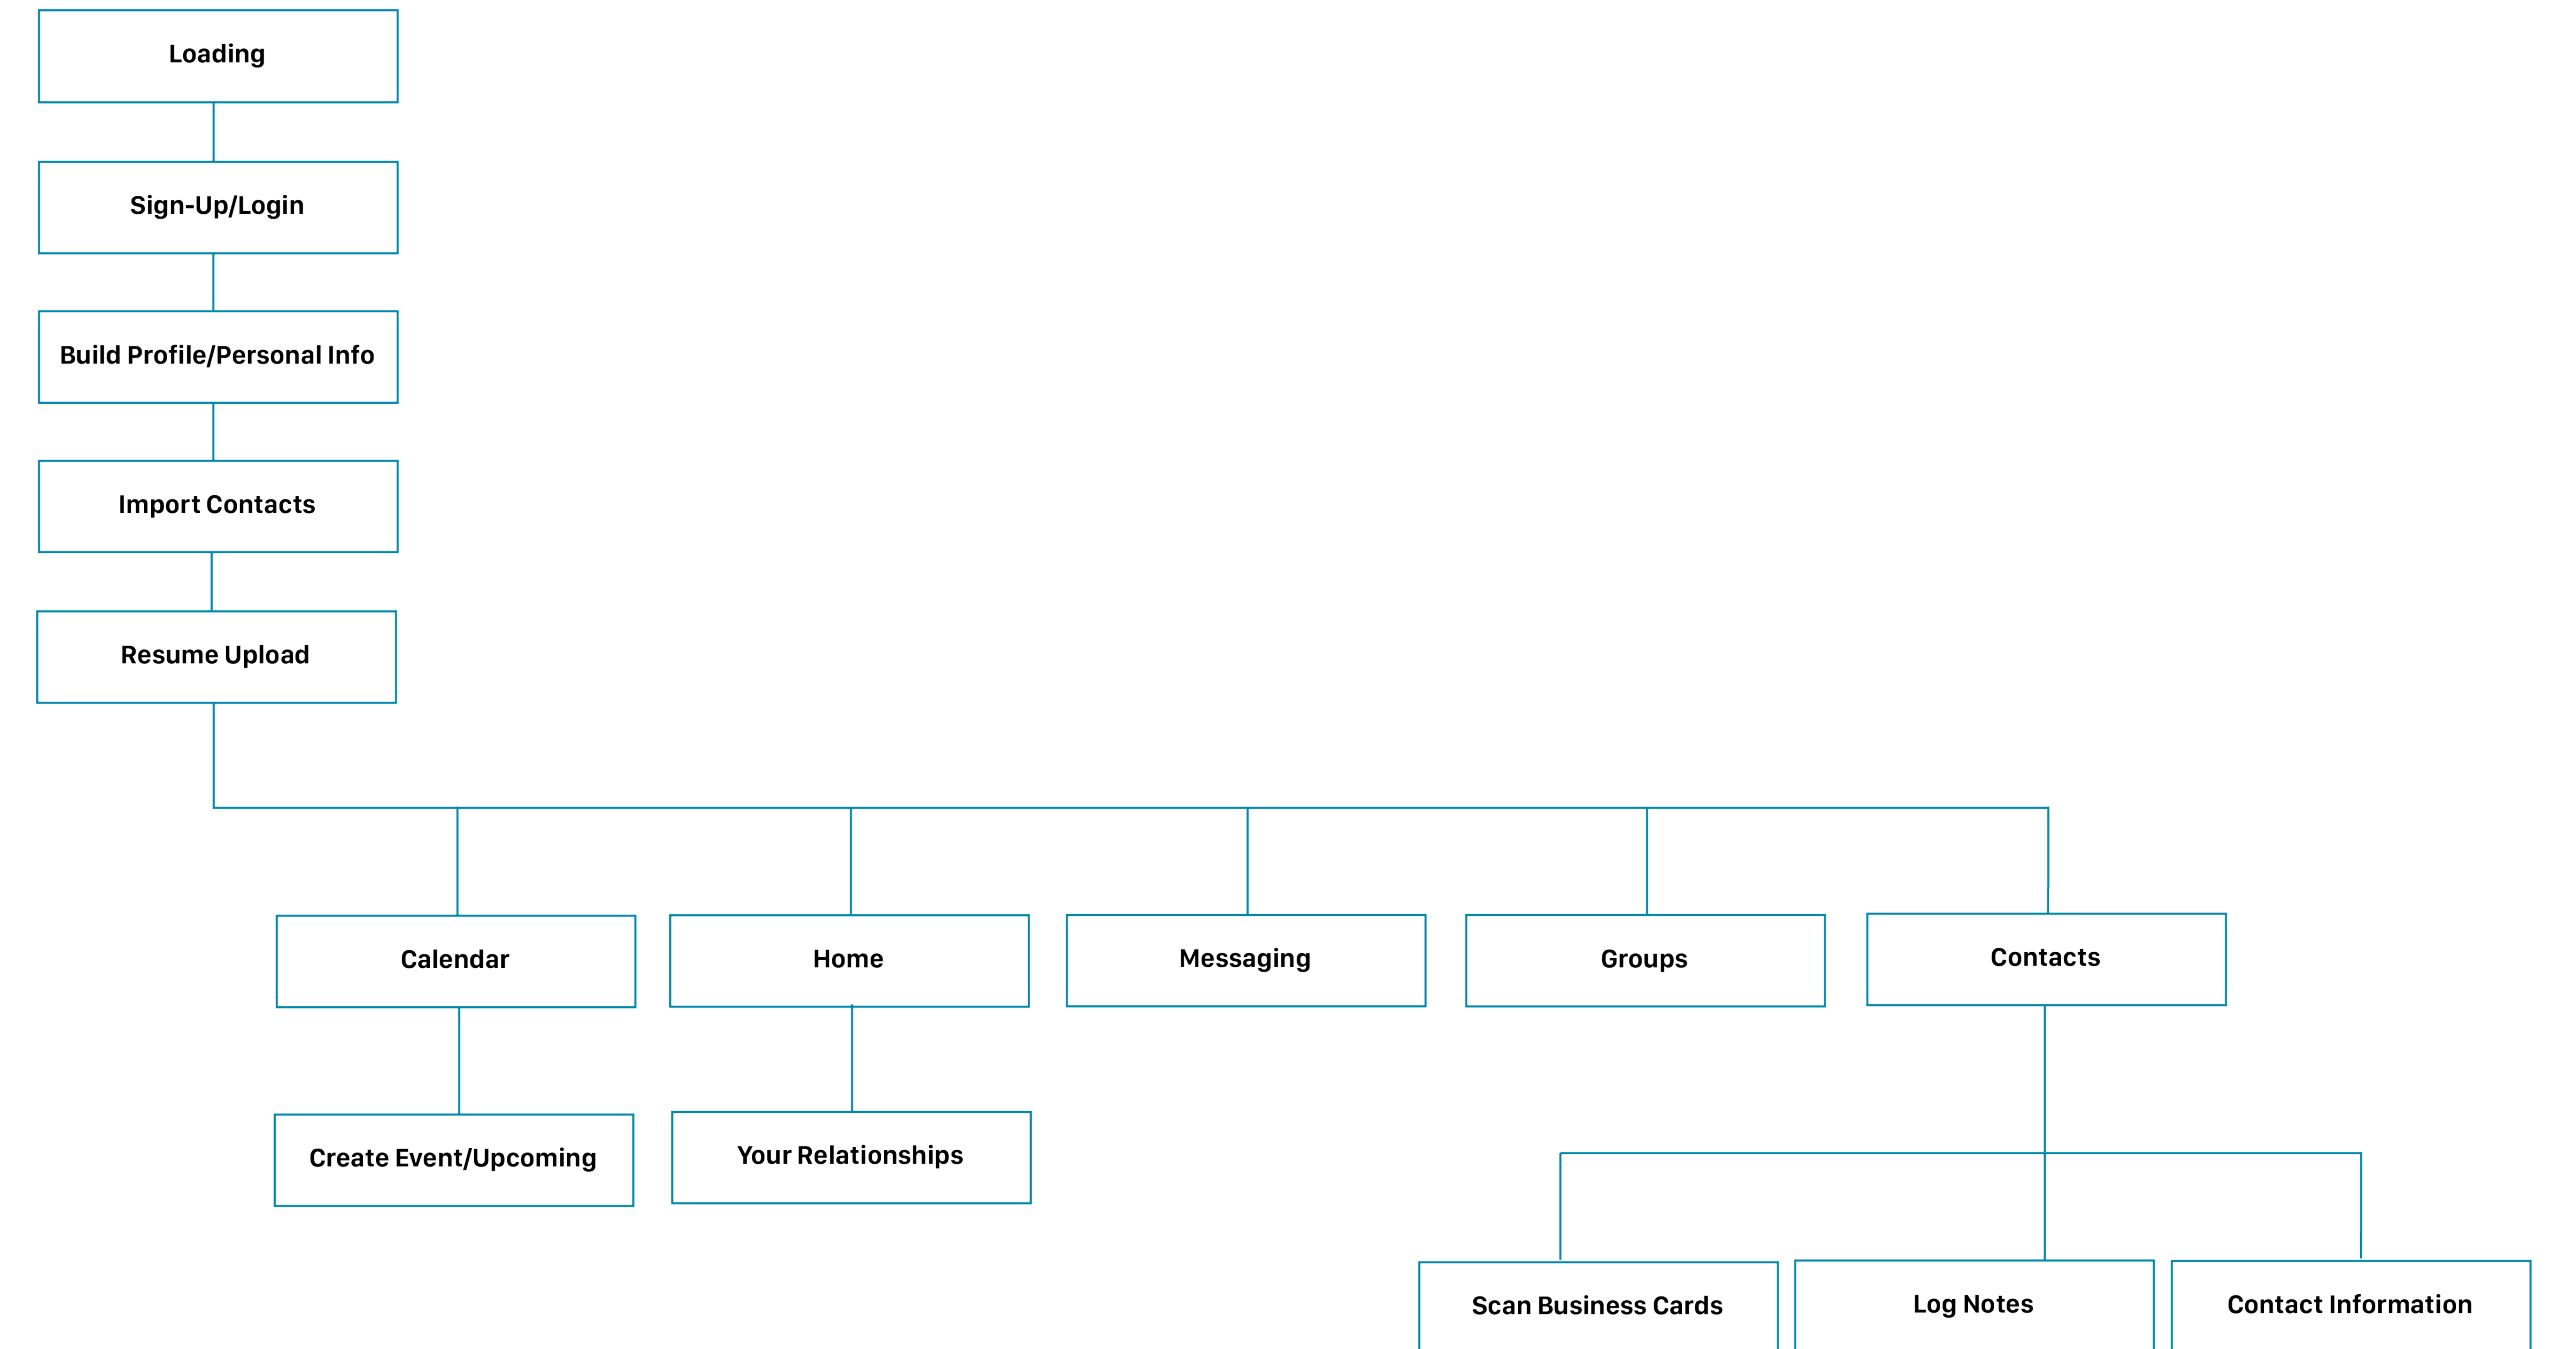 Loading
Sign-Up/Login
Build Profile/Personal Info
Import Contacts
Resume Upload
Calendar
Home
Messaging
Groups
Contacts
Create Event/Upcoming
Your Relationships
Scan Business Cards
Log Notes
Contact Information